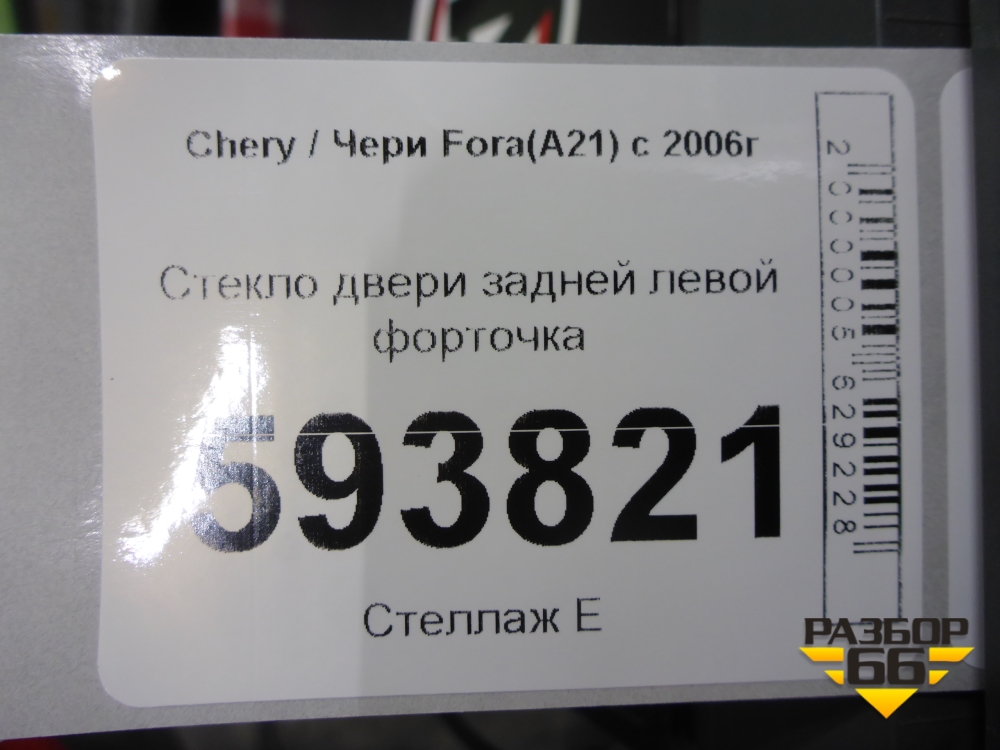 Chery / Чери Fora(A21) с 2006г
Стекло двери задней левой
форточка
593821
Стеллаж Е
2000005629228
РАЗБОР
66